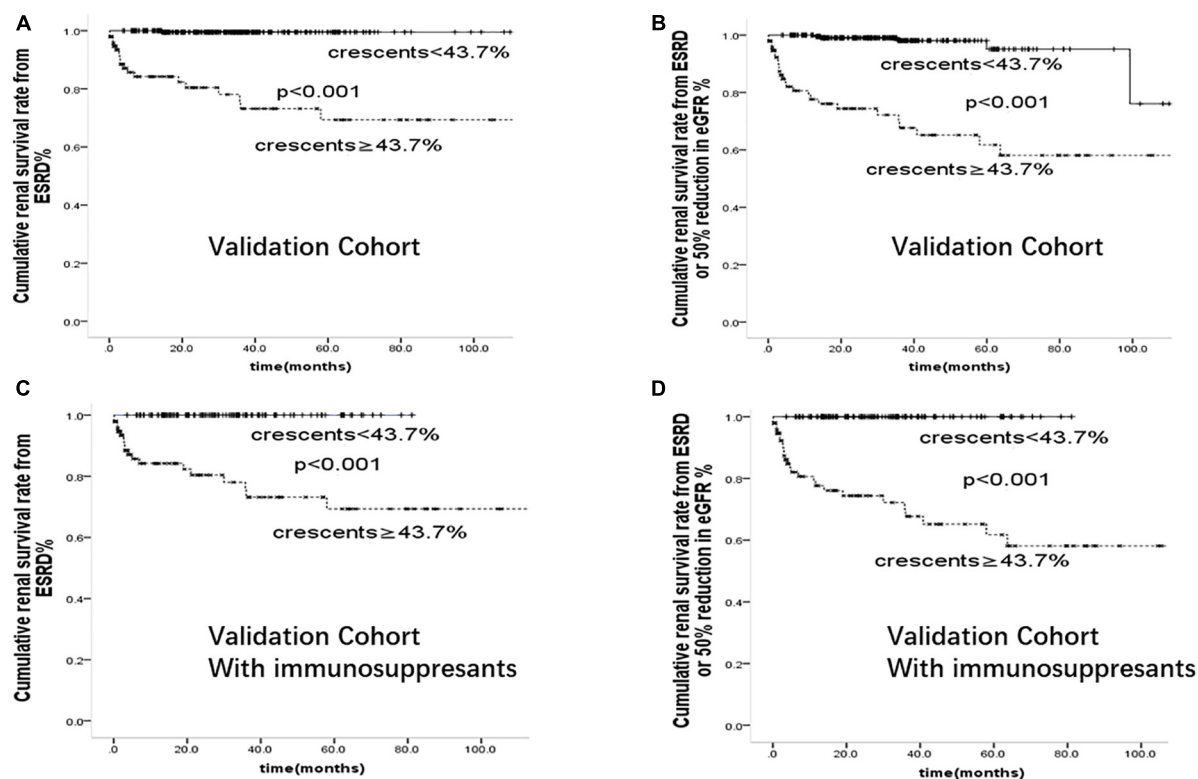 A
Cumulative renal survival rate from
ESRD%
1.0
0.8
0.6
0.4
0.2
0.0
crescents<43.7%
p<0.001
crescents≥43.7%
Validation Cohort
.0 20.0 40.0 60.0 80.0 100.0
time(months)
B
Cumulative renal survival rate from ESRD
or 50% reduction in eGFR %
1.0
0.8
0.6
0.4
0.2
0.0
crescents<43.7%
p<0.001
crescents≥43.7%
Validation Cohort
.0 20.0 40.0 60.0 80.0 100.0
time(months)
C
Cumulative renal survival rate from
ESRD%
1.0
0.8
0.6
0.4
0.2
0.0
crescents<43.7%
p<0.001
crescents≥43.7%
Validation Cohort
With immunosuppresants
.0 20.0 40.0 60.0 80.0 100.0
time(months)
D
Cumulative renal survival rate from ESRD
or 50% reduction in eGFR %
1.0
0.8
0.6
0.4
0.2
0.0
crescents<43.7%
p<0.001
crescents≥43.7%
Validation Cohort
With immunosuppresants
.0 20.0 40.0 60.0 80.0 100.0
time(months)